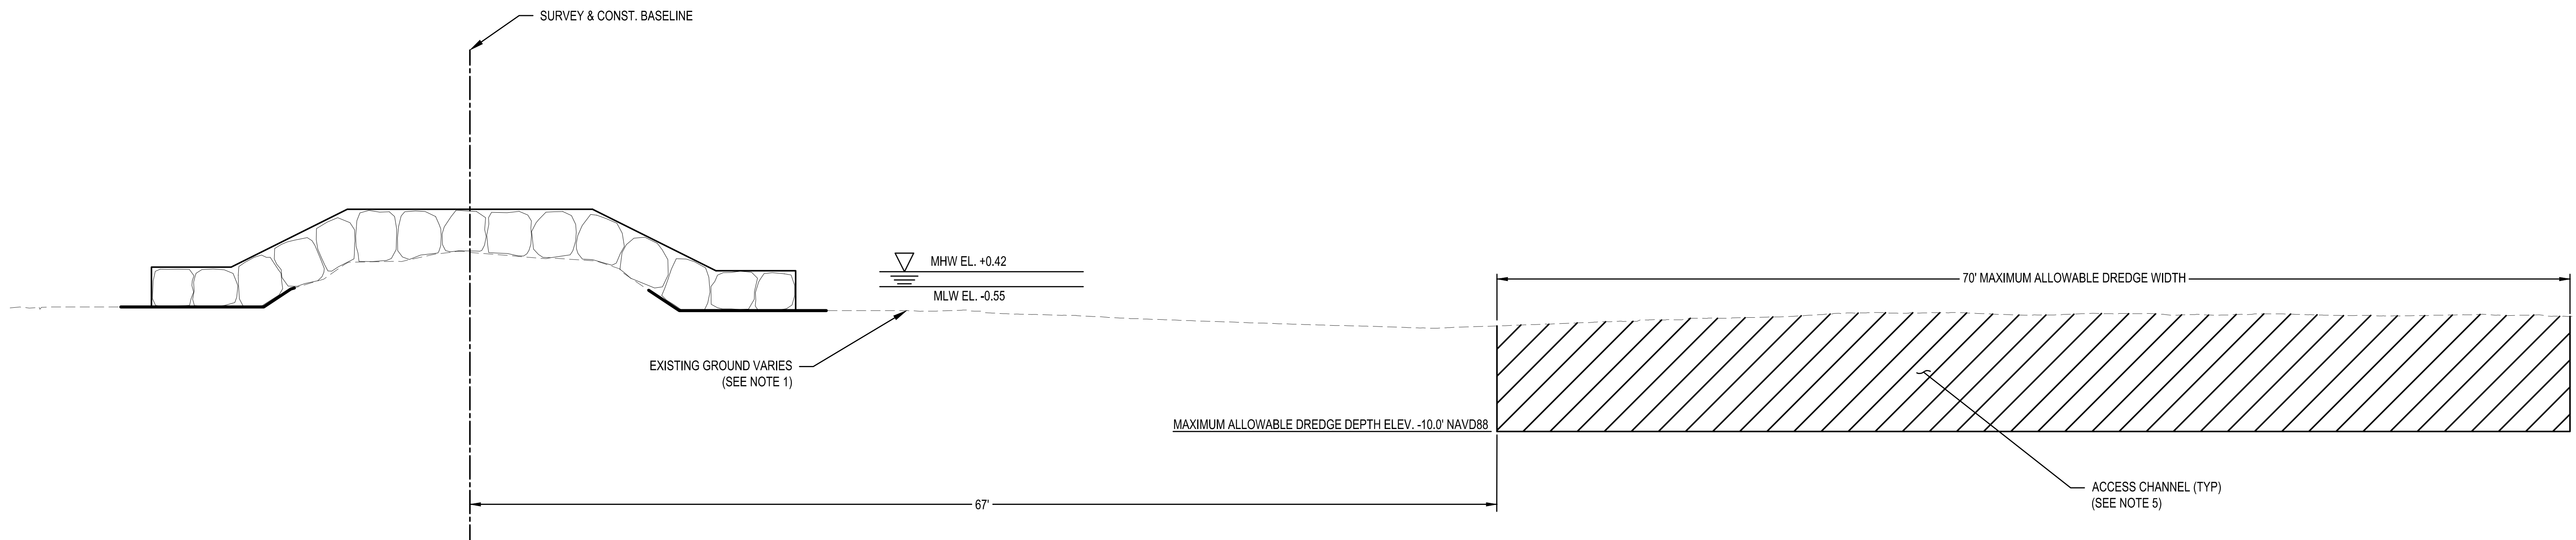 SURVEY & CONST. BASELINE
MHW EL. +0.42
MLW EL. -0.55
70' MAXIMUM ALLOWABLE DREDGE WIDTH
EXISTING GROUND VARIES
(SEE NOTE 1)
MAXIMUM ALLOWABLE DREDGE DEPTH ELEV. -10.0' NAVD88
67'
ACCESS CHANNEL (TYP)
(SEE NOTE 5)